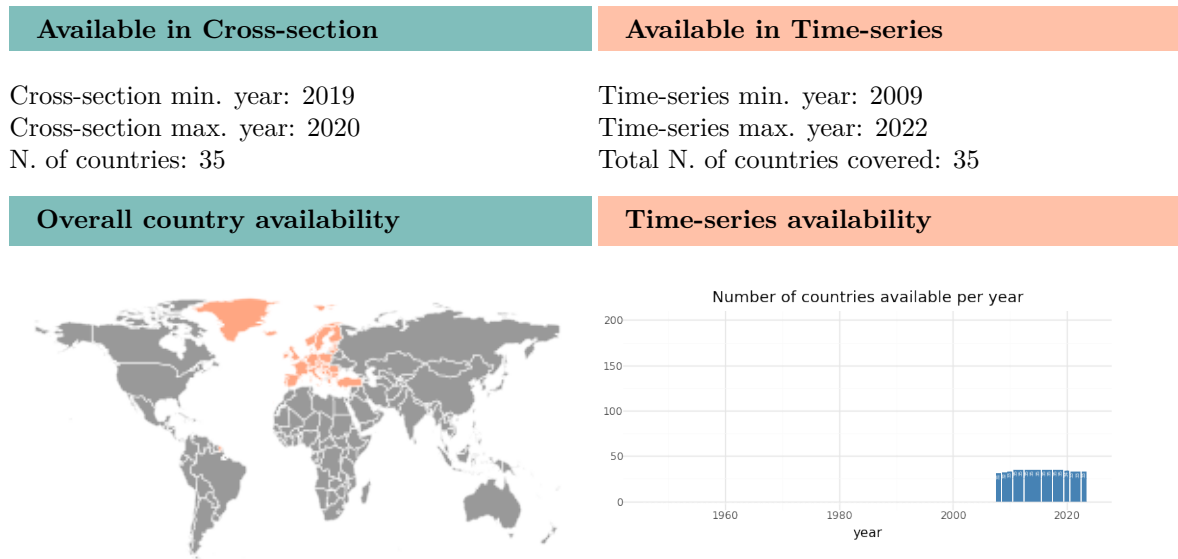 Available in Cross-section
Available in Time-series
Cross-section min. year: 2019
Cross-section max. year: 2020
N. of countries: 35
Time-series min. year: 2009
Time-series max. year: 2022
Total N. of countries covered: 35
Overall country availability
Time-series availability
Number of countries available per year
200
150
100
50
0
1960
1980
2000
2020
year